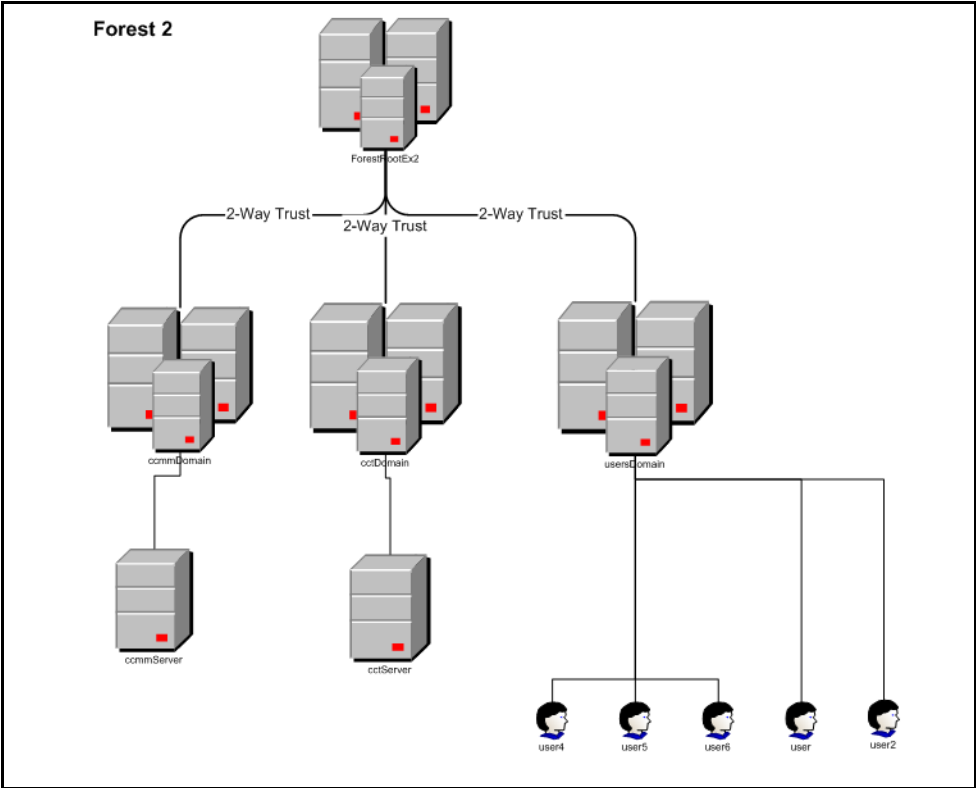 Forest 2
ForestRootEx2
2-Way Trust
2-Way Trust
2-Way Trust
ccmmDomain
cctDomain
usersDomain
ccmmServer
cctServer
user4
user5
user6
user
user2